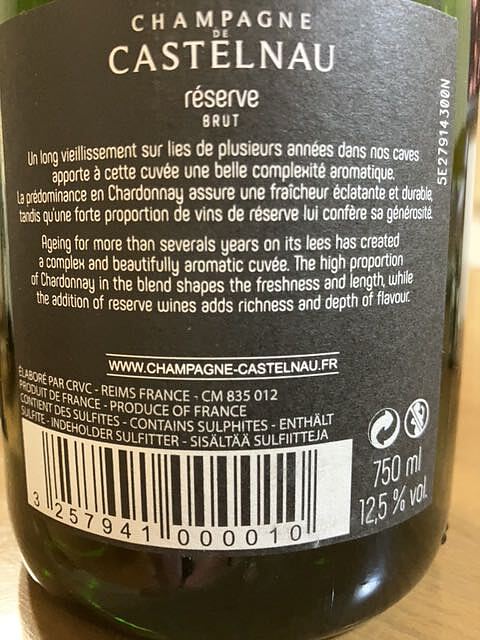 CHAMPAGNE
DE
CASTELNAU
réserve
BRUT
Un long vieillissement sur lies de plusieurs années dans nos caves
apporte à cette cuvée une belle complexité aromatique.
La prédominance en Chardonnay assure une fraîcheur éclatante et durable,
tandis qu'une forte proportion de vins de réserve lui confère sa générosité.
Ageing for more than severals years on its lees has created
a complex and beautifully aromatic cuvée. The high proportion
of Chardonnay in the blend shapes the freshness and length, while
the addition of reserve wines adds richness and depth of flavour.
WWW.CHAMPAGNE-CASTELNAU.FR
ÉLABORÉ PAR CRVC - REIMS FRANCE - CM 835 012
PRODUIT DE FRANCE - PRODUCE OF FRANCE
CONTIENT DES SULFITES - CONTAINS SULPHITES - ENTHÄLT
SULFITE - INDEHOLDER SULFITTER - SISÄLTÄÄ SULFIITTEJA
3 257941 000010
750 ml
12,5 % vol.
5E27914300N